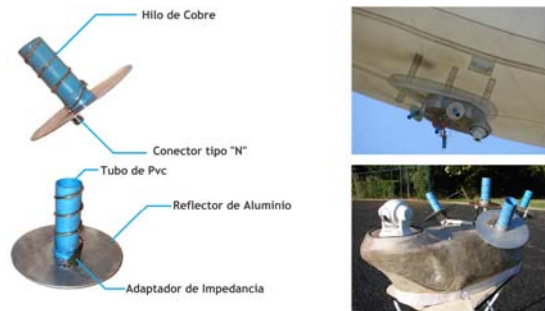 Hilo de Cobre
Conector tipo "N"
Tubo de Pvc
Reflector de Aluminio
Adaptador de Impedancia